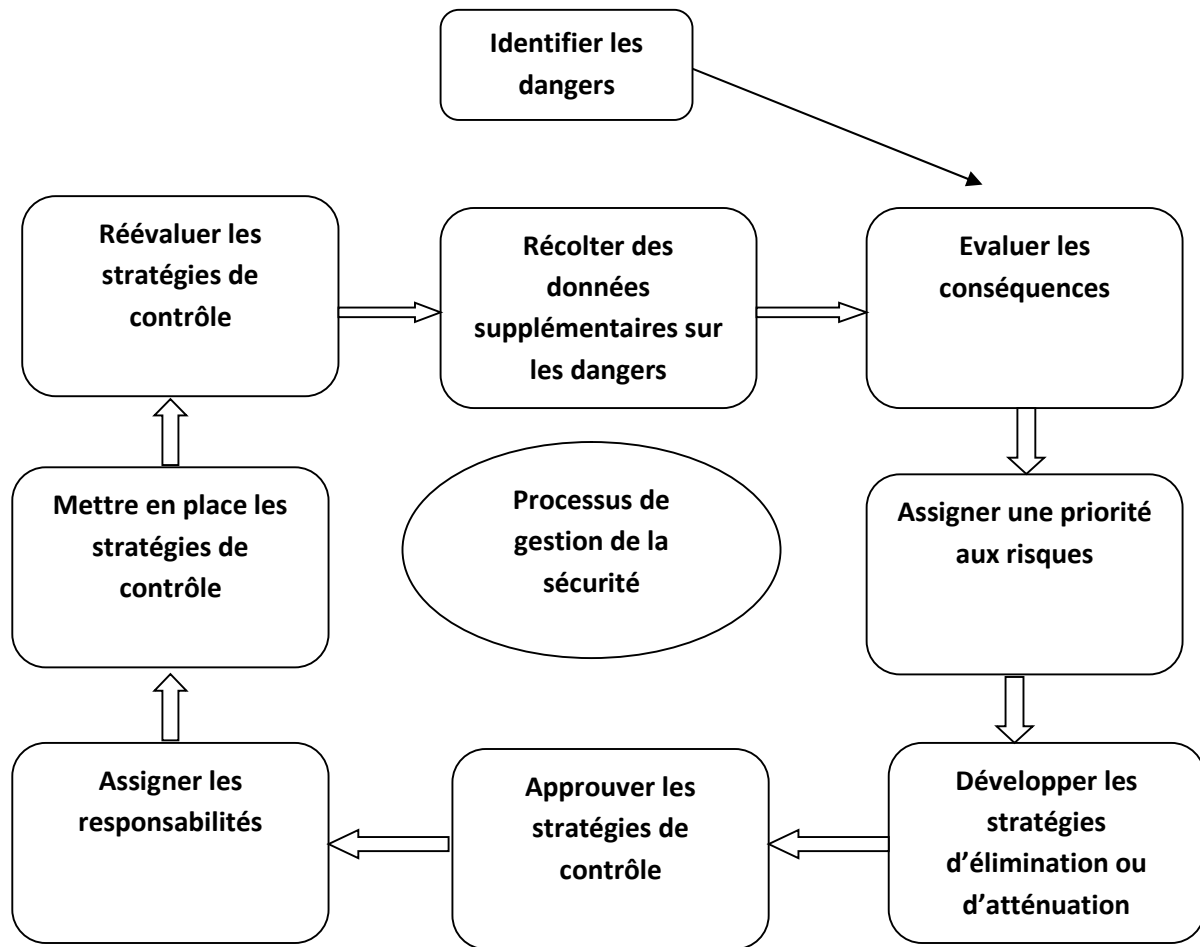 Identifier les
dangers
Réévaluer les
stratégies de
contrôle
Récolter des
données
supplémentaires sur
les dangers
Evaluer les
conséquences
Mettre en place les
stratégies de
contrôle
Processus de
gestion de la
sécurité
Assigner une priorité
aux risques
Assigner les
responsabilités
Approuver les
stratégies de
contrôle
Développer les
stratégies
d’élimination ou
d’atténuation